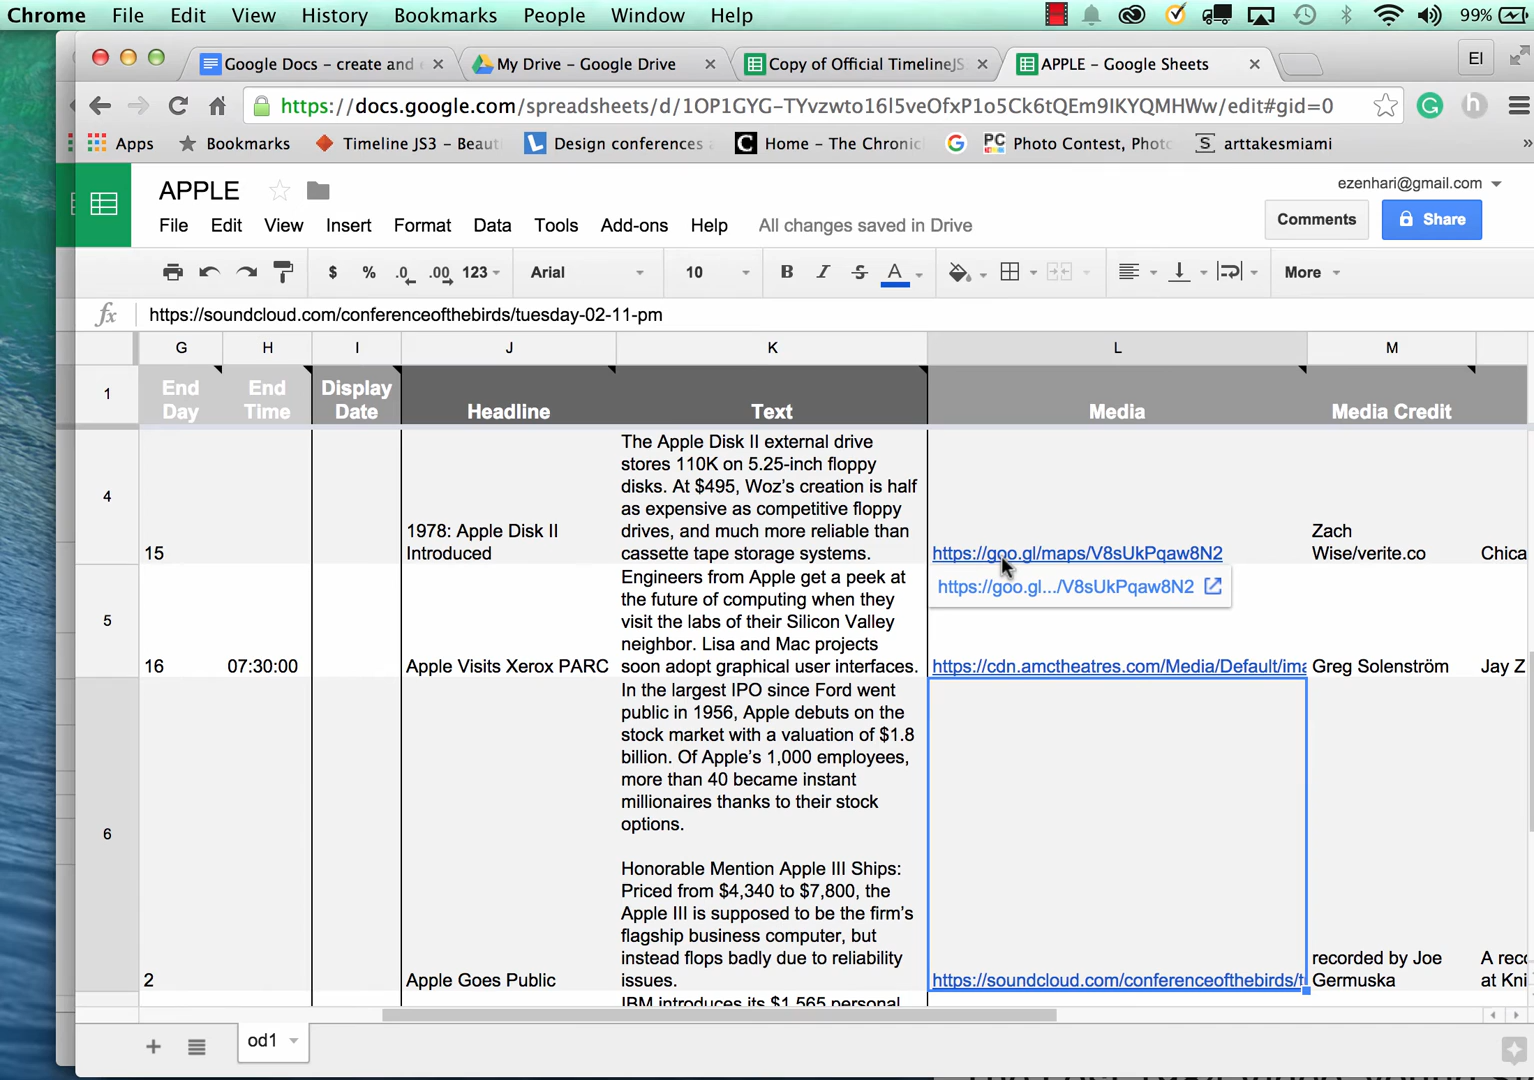 Chrome File Edit View History Bookmarks People Window Help 99%
Google Docs - create and e My Drive - Google Drive Copy of Official TimelineJS APPLE - Google Sheets El
https://docs.google.com/spreadsheets/d/1OP1GYG-TYvzwto16l5veOfxP1o5Ck6tQEm9IKYQMHWw/edit#gid=0
Apps Bookmarks Timeline JS3 - Beaut Design conferences Home - The Chronic Photo Contest, Phot arttakesmiami
APPLE ezenhari@gmail.com
File Edit View Insert Format Data Tools Add-ons Help All changes saved in Drive Comments Share
$ % .0 .00 123 Arial 10 B I S A More
fx https://soundcloud.com/conferenceofthebirds/tuesday-02-11-pm
G H I J K L M
1 End Day End Time Display Date Headline Text Media Media Credit
The Apple Disk II external drive
stores 110K on 5.25-inch floppy
disks. At $495, Woz's creation is half
4 as expensive as competitive floppy
1978: Apple Disk II drives, and much more reliable than Zach
15 Introduced cassette tape storage systems. https://goo.gl/maps/V8sUkPqaw8N2 Wise/verite.co Chica
Engineers from Apple get a peek at https://goo.gl.../V8sUkPqaw8N2
the future of computing when they
5 visit the labs of their Silicon Valley
neighbor. Lisa and Mac projects
16 07:30:00 Apple Visits Xerox PARC soon adopt graphical user interfaces. https://cdn.amctheatres.com/Media/Default/ima Greg Solenström Jay Z
In the largest IPO since Ford went
public in 1956, Apple debuts on the
stock market with a valuation of $1.8
billion. Of Apple's 1,000 employees,
more than 40 became instant
millionaires thanks to their stock
options.
6
Honorable Mention Apple III Ships:
Priced from $4,340 to $7,800, the
Apple III is supposed to be the firm's
flagship business computer, but
instead flops badly due to reliability recorded by Joe A reco
2 Apple Goes Public issues. https://soundcloud.com/conferenceofthebirds/t Germuska at Kni
IBM introduces its $1,565 personal
od1